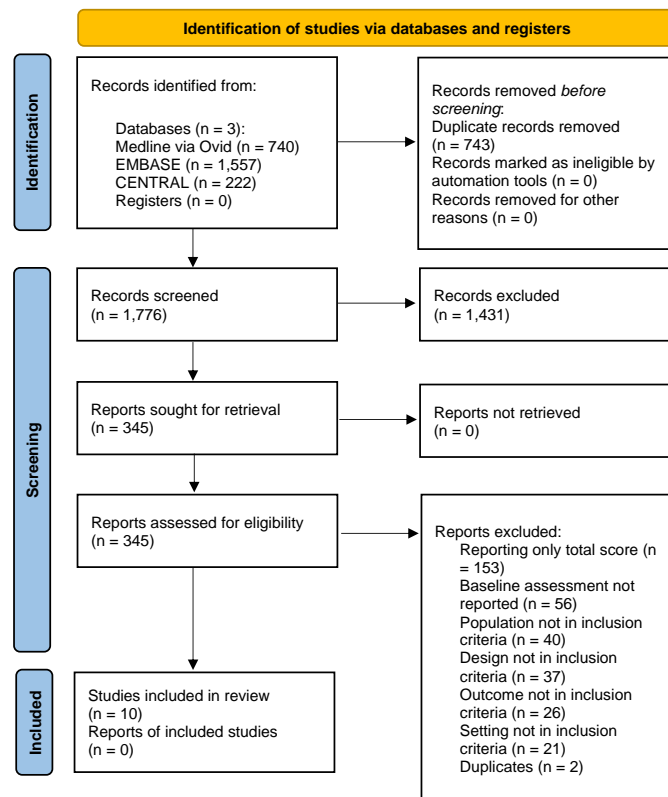 Identification of studies via databases and registers
Identification
Records identified from:
Databases (n = 3):
Medline via Ovid (n = 740)
EMBASE (n = 1,557)
CENTRAL (n = 222)
Registers (n = 0)
Records removed before
screening:
Duplicate records removed
(n = 743)
Records marked as ineligible by
automation tools (n = 0)
Records removed for other
reasons (n = 0)
Screening
Records screened
(n = 1,776)
Records excluded
(n = 1,431)
Reports sought for retrieval
(n = 345)
Reports not retrieved
(n = 0)
Reports assessed for eligibility
(n = 345)
Reports excluded:
Reporting only total score (n
= 153)
Baseline assessment not
reported (n = 56)
Population not in inclusion
criteria (n = 40)
Design not in inclusion
criteria (n = 37)
Outcome not in inclusion
criteria (n = 26)
Setting not in inclusion
criteria (n = 21)
Duplicates (n = 2)
Included
Studies included in review
(n = 10)
Reports of included studies
(n = 0)